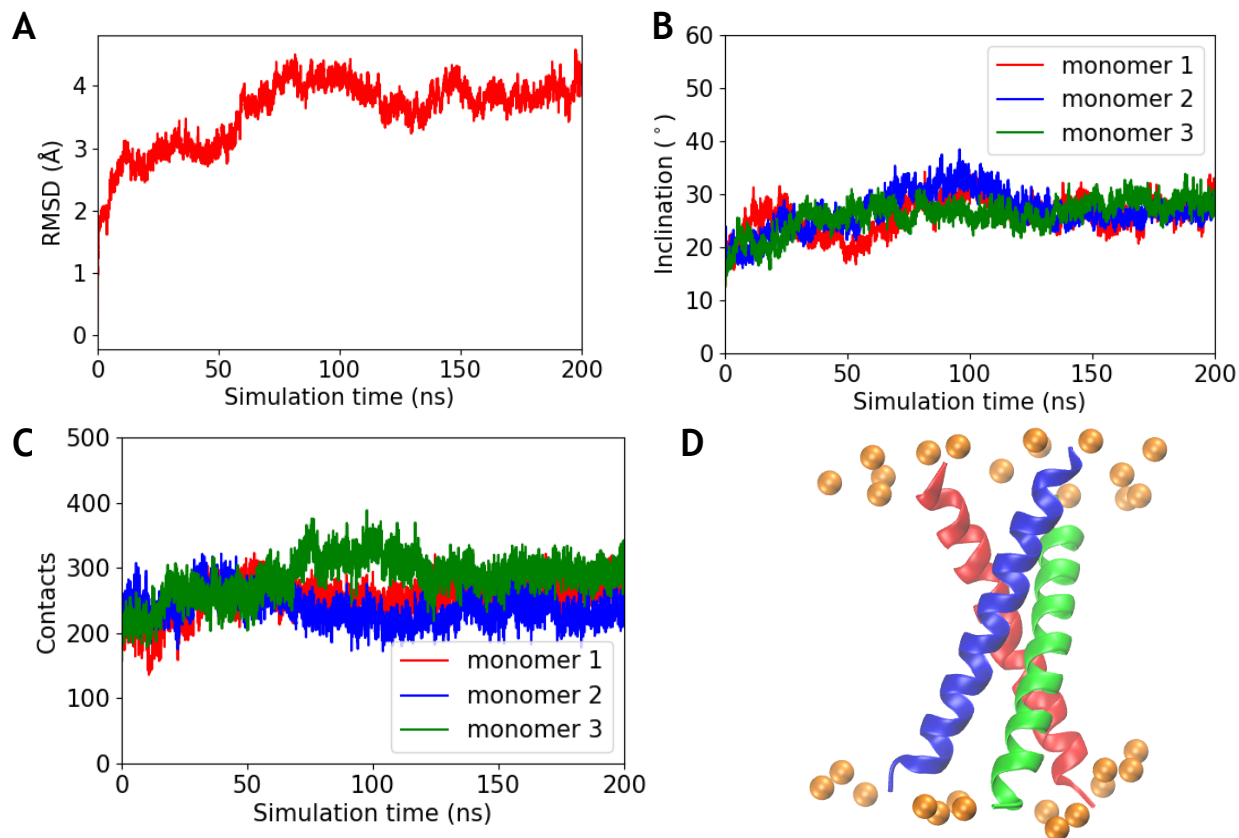 A
RMSD (Å)
4
3
2
1
0
0 50 100 150 200
Simulation time (ns)
B
Inclination (°)
60
50
40
30
20
10
0
monomer 1
monomer 2
monomer 3
0 50 100 150 200
Simulation time (ns)
C
Contacts
500
400
300
200
100
0
monomer 1
monomer 2
monomer 3
0 50 100 150 200
Simulation time (ns)
D